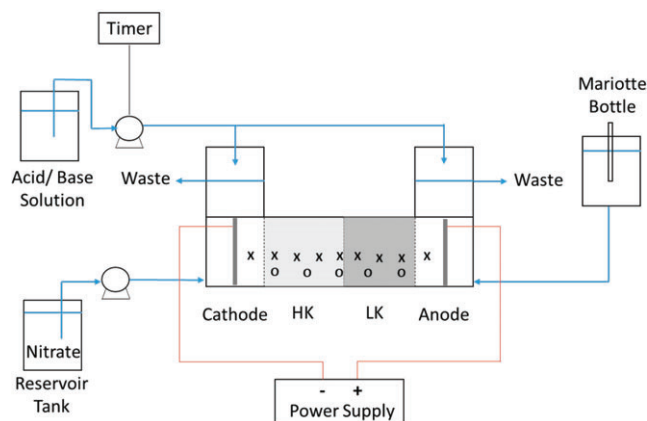 Timer
Acid/ Base
Solution
Waste
Waste
Mariotte
Bottle
x x x x x x x x
o o o o o
Cathode HK LK Anode
Nitrate
Reservoir
Tank
- +
Power Supply